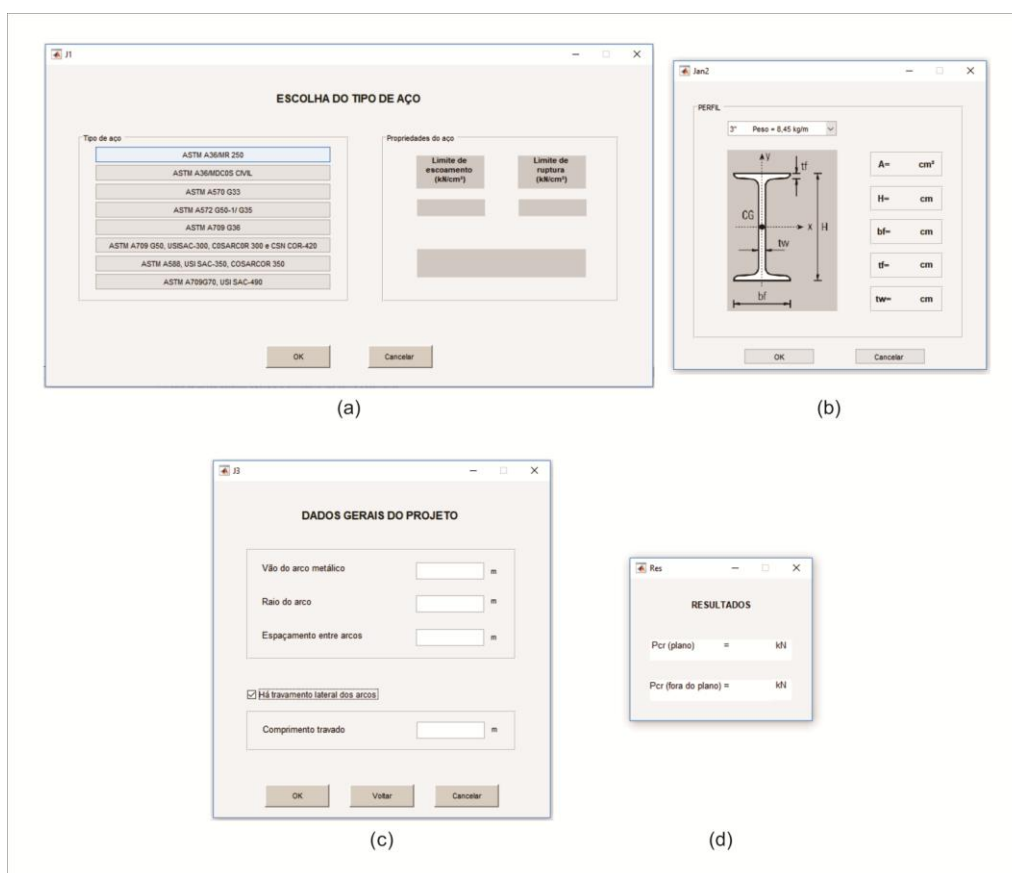 J1
ESCOLHA DO TIPO DE AÇO
Tipo de aço
ASTM A36/MR 250
ASTM A36/MDC0S CIVIL
ASTM A570 G33
ASTM A572 G50-1/ G35
ASTM A709 G36
ASTM A709 G50, USISAC-300, COSARC0R 300 e CSN COR-420
ASTM A588, USI SAC-350, COSARCOR 350
ASTM A709G70, USI SAC-490
Propriedades do aço
Limite de
escoamento
(kN/cm²)
Limite de
ruptura
(kN/cm²)
OK
Cancelar
(a)
Jan2
PERFIL
3" Peso = 8,45 kg/m
y
tf
CG
x
H
tw
bf
A= cm²
H= cm
bf= cm
tf= cm
tw= cm
OK
Cancelar
(b)
J3
DADOS GERAIS DO PROJETO
Vão do arco metálico m
Raio do arco m
Espaçamento entre arcos m
Há travamento lateral dos arcos
Comprimento travado m
OK
Voltar
Cancelar
(c)
Res
RESULTADOS
Pcr (plano) = kN
Pcr (fora do plano) = kN
(d)